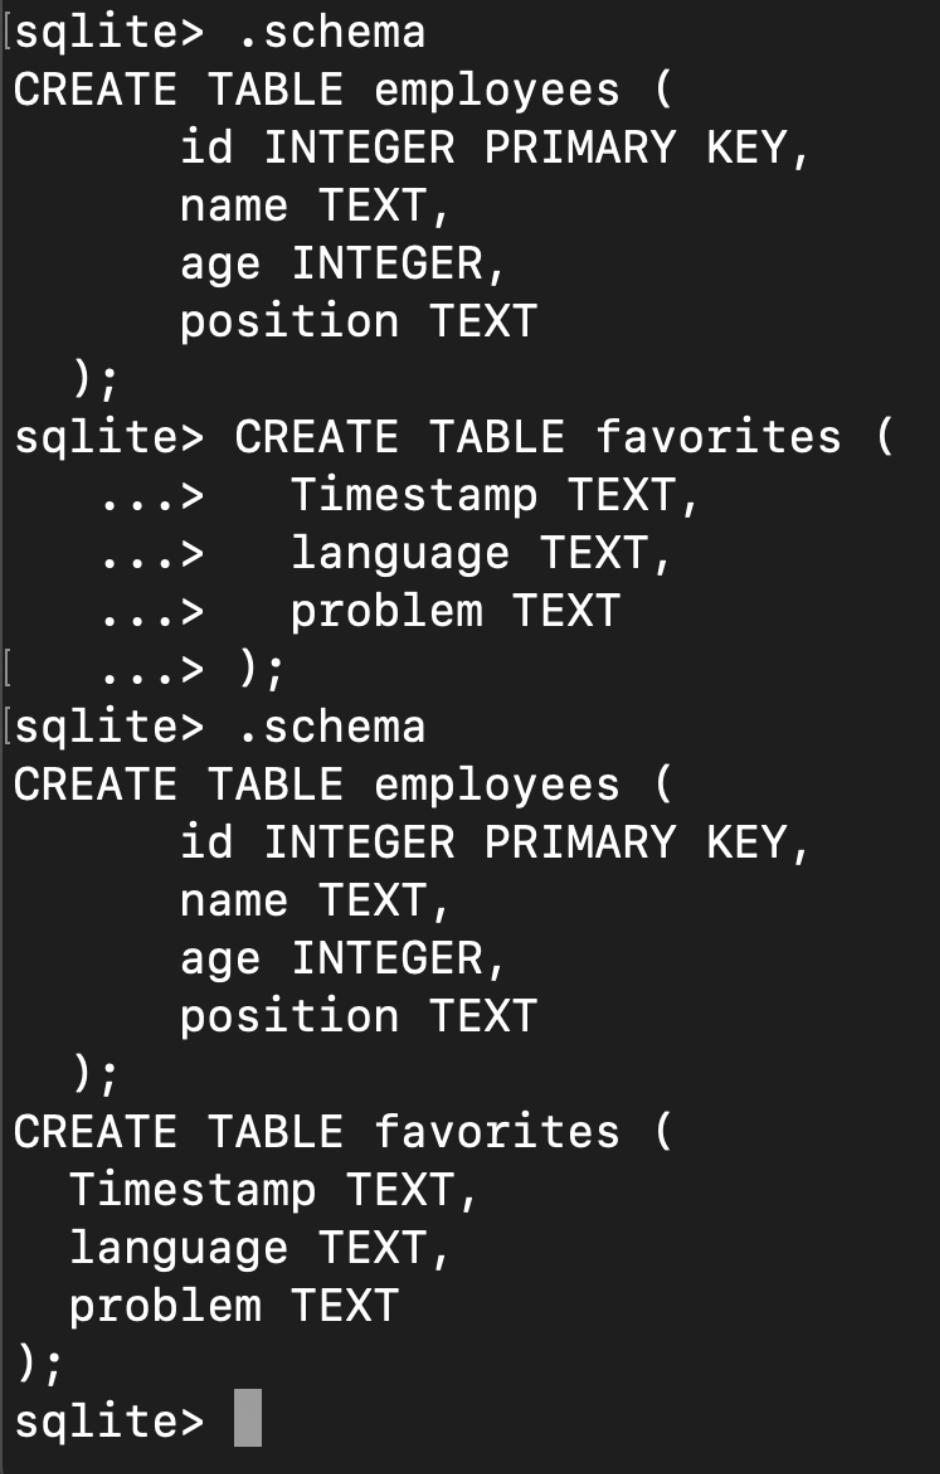 sqlite> .schema
CREATE TABLE employees (
      id INTEGER PRIMARY KEY,
      name TEXT,
      age INTEGER,
      position TEXT
  );
sqlite> CREATE TABLE favorites (
   ...>   Timestamp TEXT,
   ...>   language TEXT,
   ...>   problem TEXT
   ...> );
sqlite> .schema
CREATE TABLE employees (
      id INTEGER PRIMARY KEY,
      name TEXT,
      age INTEGER,
      position TEXT
  );
CREATE TABLE favorites (
  Timestamp TEXT,
  language TEXT,
  problem TEXT
);
sqlite>